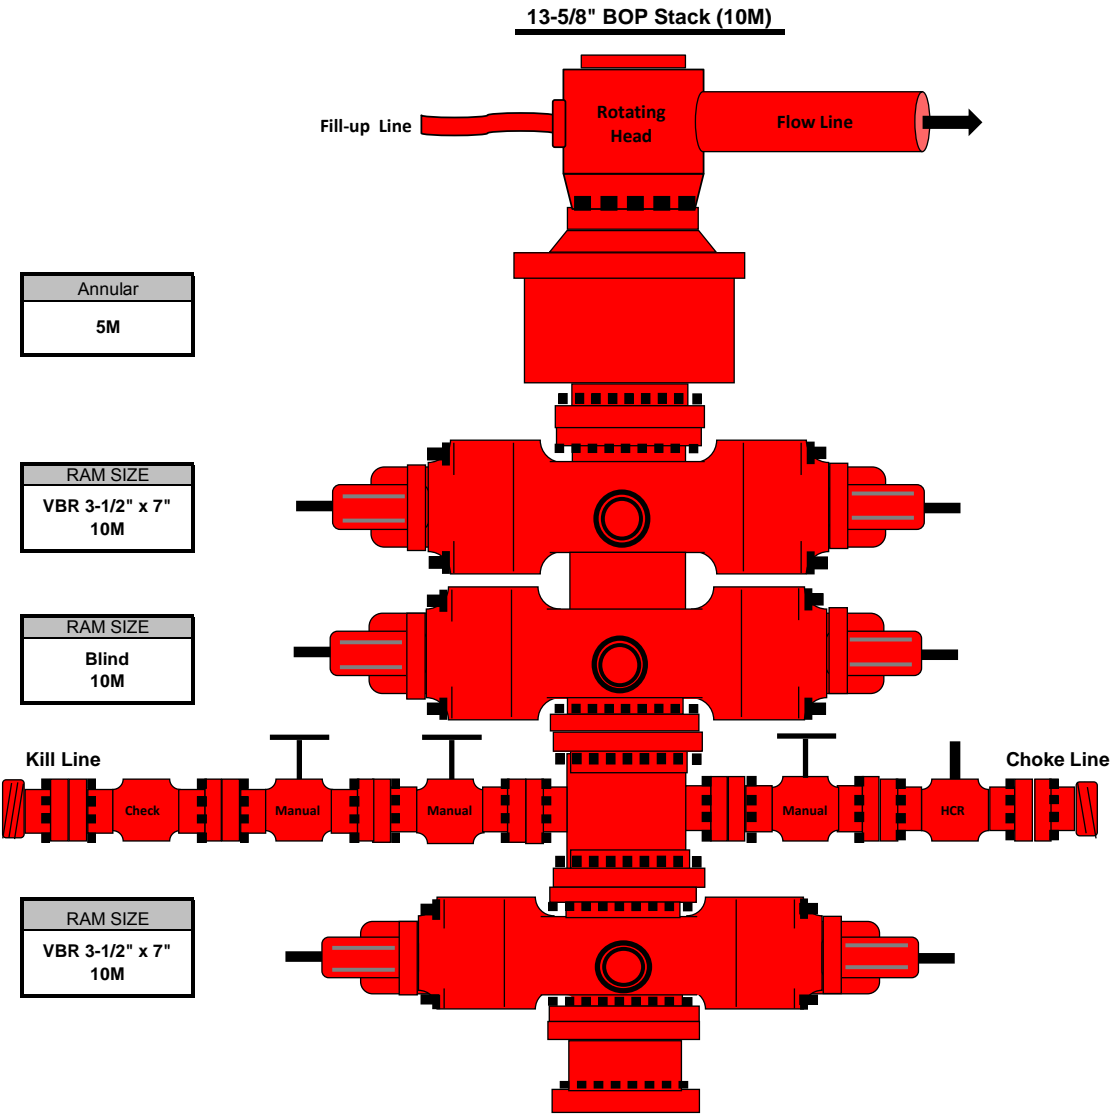 13-5/8" BOP Stack (10M)
Rotating
Head
Flow Line
Fill-up Line
Annular
5M
RAM SIZE
VBR 3-1/2" x 7"
10M
RAM SIZE
Blind
10M
Kill Line
Choke Line
Check
Manual
Manual
Manual
HCR
RAM SIZE
VBR 3-1/2" x 7"
10M